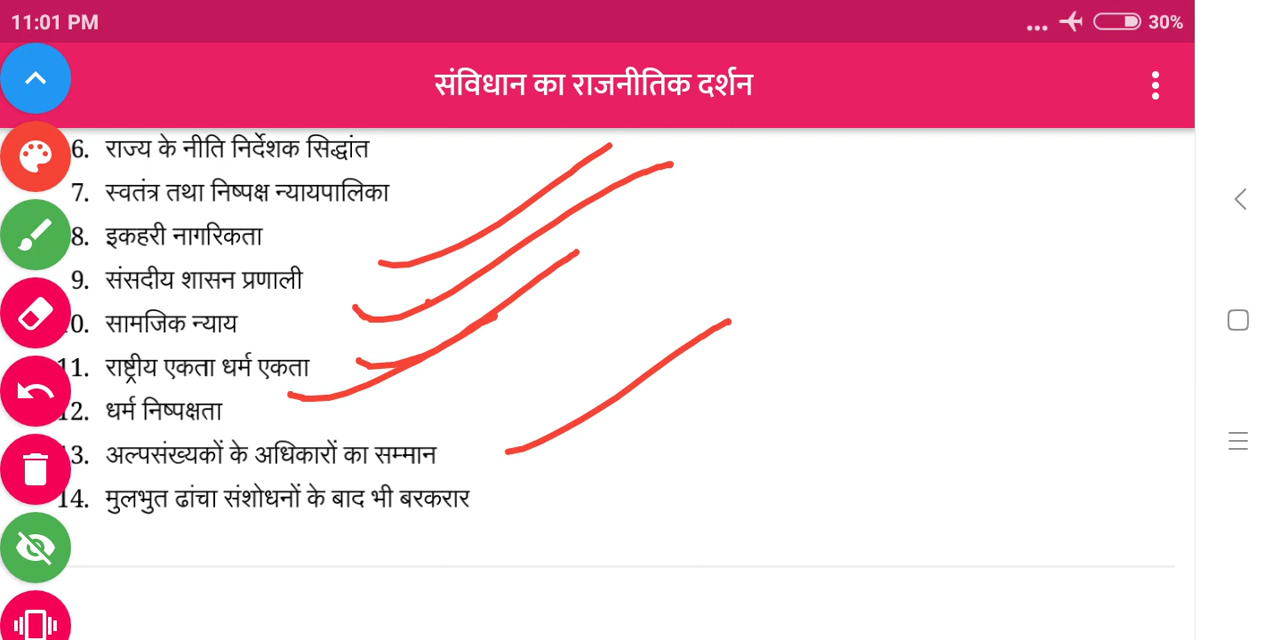 11:01 PM
30%
संविधान का राजनीतिक दर्शन
6. राज्य के नीति निर्देशक सिद्धांत
7. स्वतंत्र तथा निष्पक्ष न्यायपालिका
8. इकहरी नागरिकता
9. संसदीय शासन प्रणाली
0. सामजिक न्याय
11. राष्ट्रीय एकता धर्म एकता
12. धर्म निष्पक्षता
3. अल्पसंख्यकों के अधिकारों का सम्मान
14. मुलभुत ढांचा संशोधनों के बाद भी बरकरार